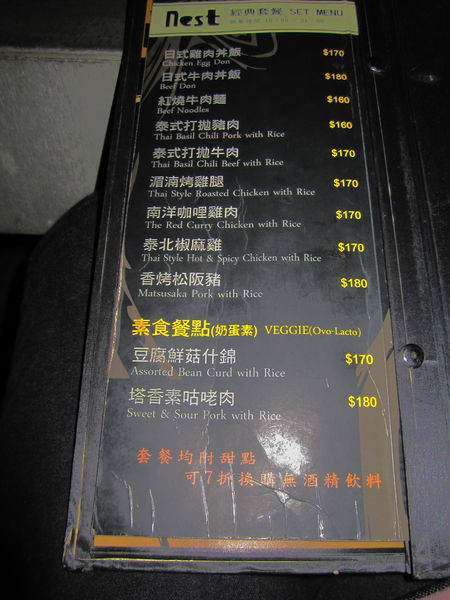 Nest 經典套餐 SET MENU
日式雞肉丼飯 $170
Chicken Egg Don
日式牛肉丼飯 $180
Beef Don
紅燒牛肉麵 $160
Beef Noodles
泰式打拋豬肉 $160
Thai Basil Chili Pork with Rice
泰式打拋牛肉 $170
Thai Basil Chili Beef with Rice
湄湳烤雞腿 $170
Thai Style Roasted Chicken with Rice
南洋咖哩雞肉 $170
The Red Curry Chicken with Rice
泰北椒麻雞 $170
Thai Style Hot & Spicy Chicken with Rice
香烤松阪豬 $180
Matsusaka Pork with Rice
素食餐點(奶蛋素) VEGGIE(Ovo-Lacto)
豆腐鮮菇什錦 $170
Assorted Bean Curd with Rice
塔香素咕咾肉 $180
Sweet & Sour Pork with Rice
套餐均附甜點
可7折換購無酒精飲料